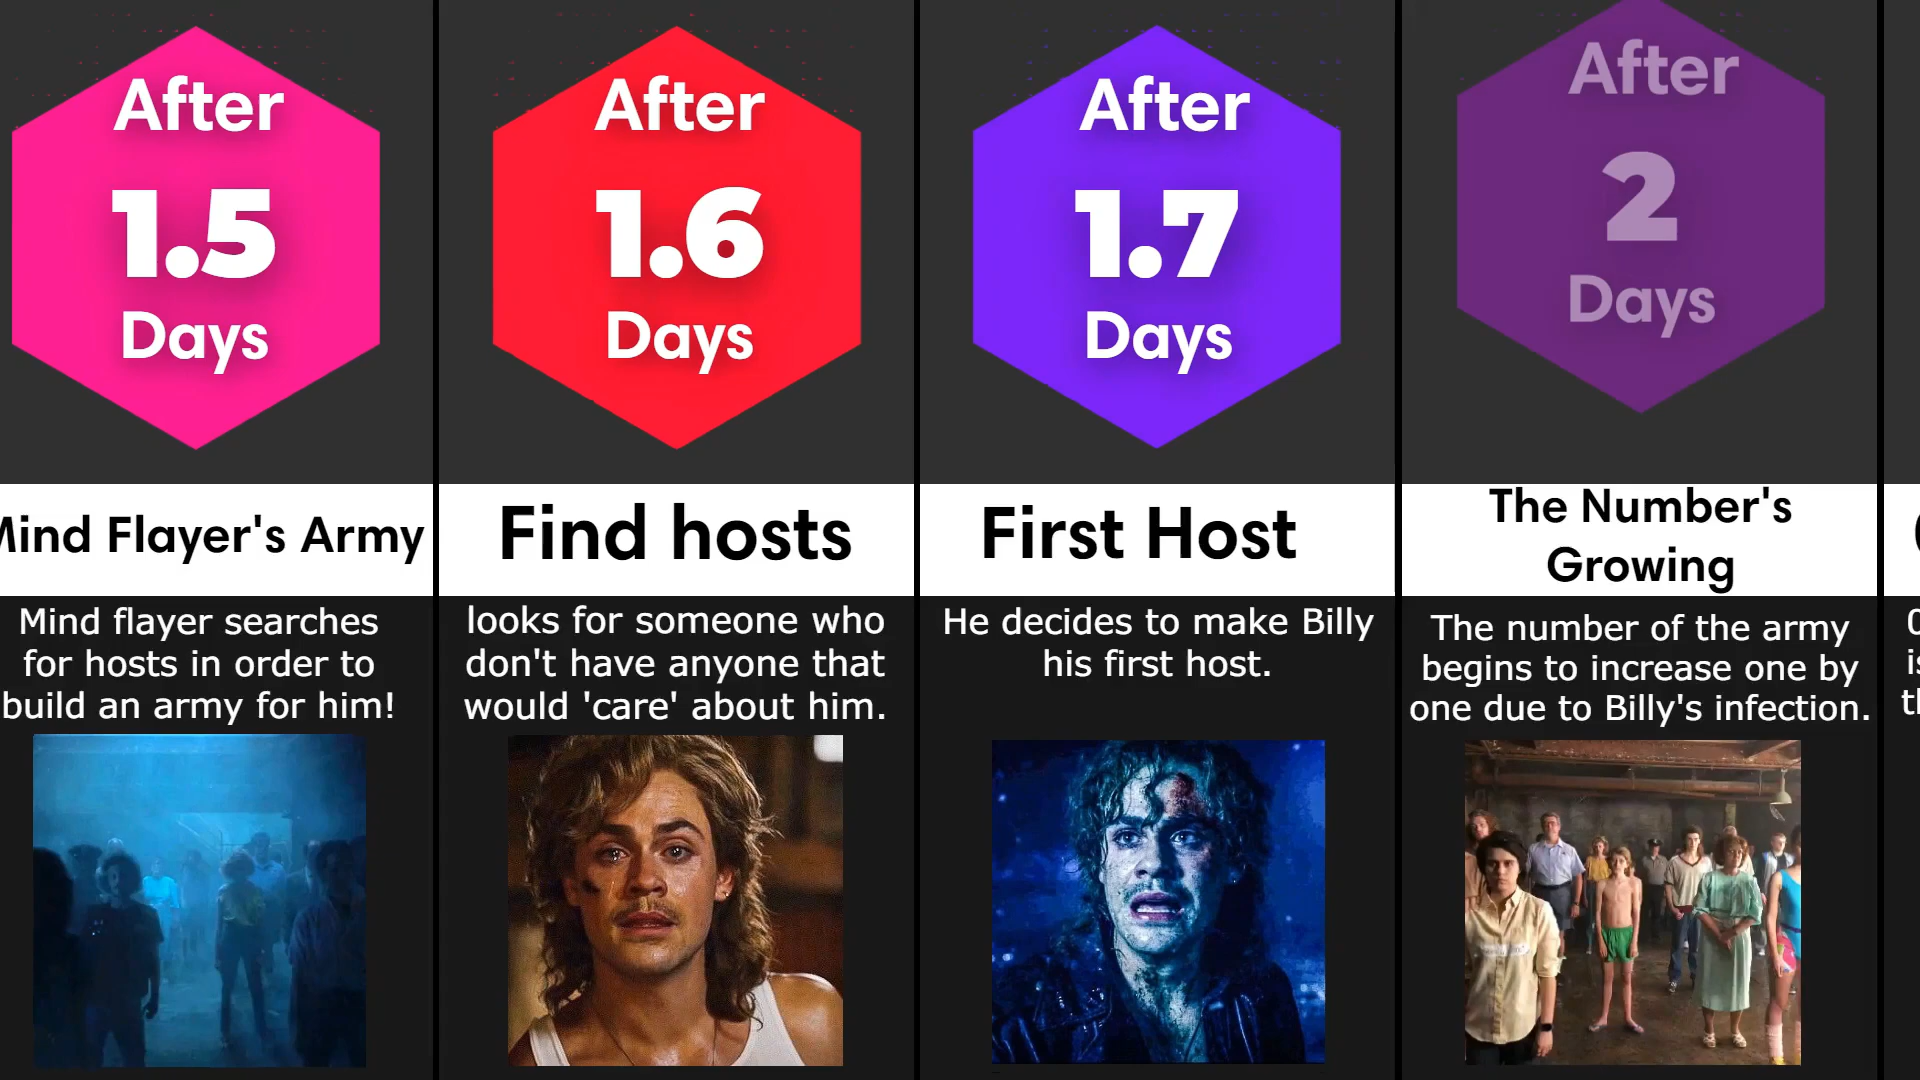 After
1.5
Days
Mind Flayer's Army
Mind flayer searches
for hosts in order to
build an army for him!
After
1.6
Days
Find hosts
looks for someone who
don't have anyone that
would 'care' about him.
After
1.7
Days
First Host
He decides to make Billy
his first host.
After
2
Days
The Number's
Growing
The number of the army
begins to increase one by
one due to Billy's infection.